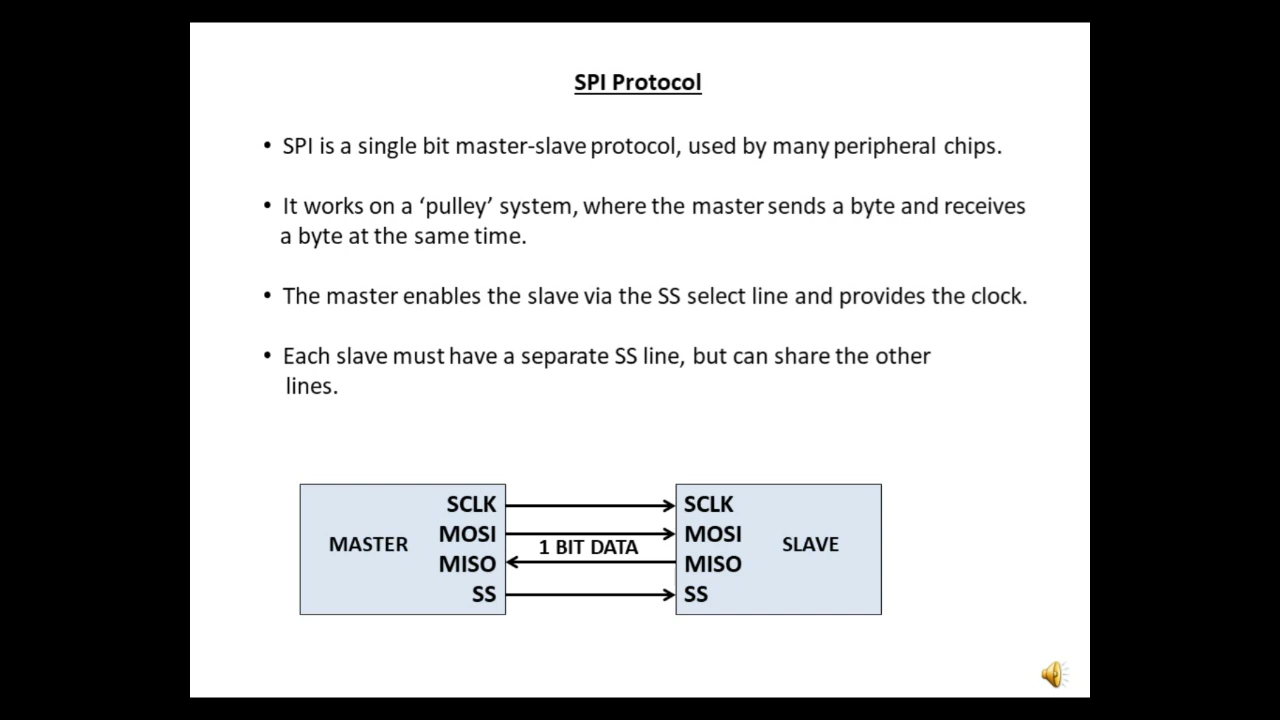 SPI Protocol
• SPI is a single bit master-slave protocol, used by many peripheral chips.
• It works on a ‘pulley’ system, where the master sends a byte and receives
a byte at the same time.
• The master enables the slave via the SS select line and provides the clock.
• Each slave must have a separate SS line, but can share the other
lines.
SCLK SCLK
MOSI MOSI
MASTER 1 BIT DATA SLAVE
MISO MISO
SS SS